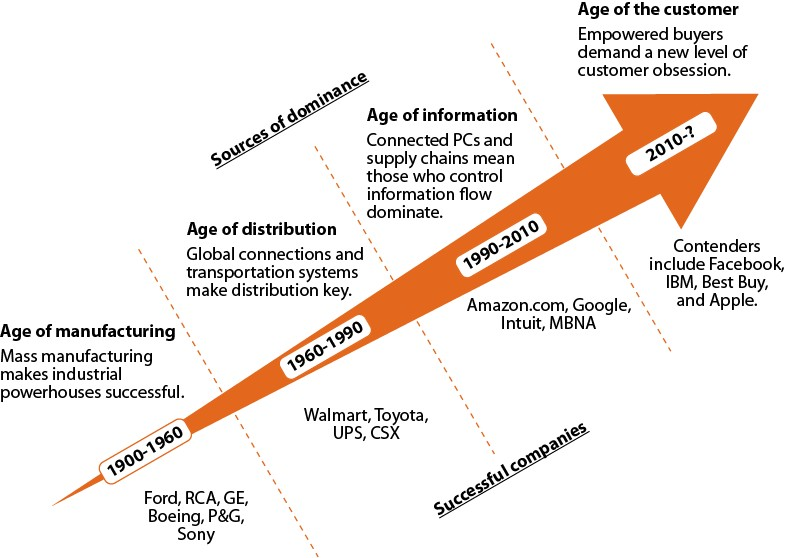 Age of the customer
Empowered buyers
demand a new level of
customer obsession.
Sources of dominance
Age of information
Connected PCs and
supply chains mean
those who control
information flow
dominate.
2010-?
Age of distribution
Global connections and
transportation systems
make distribution key.
1990-2010
Contenders
include Facebook,
IBM, Best Buy,
and Apple.
Amazon.com, Google,
Intuit, MBNA
Age of manufacturing
Mass manufacturing
makes industrial
powerhouses successful.
1960-1990
Walmart, Toyota,
UPS, CSX
1900-1960
Successful companies
Ford, RCA, GE,
Boeing, P&G,
Sony